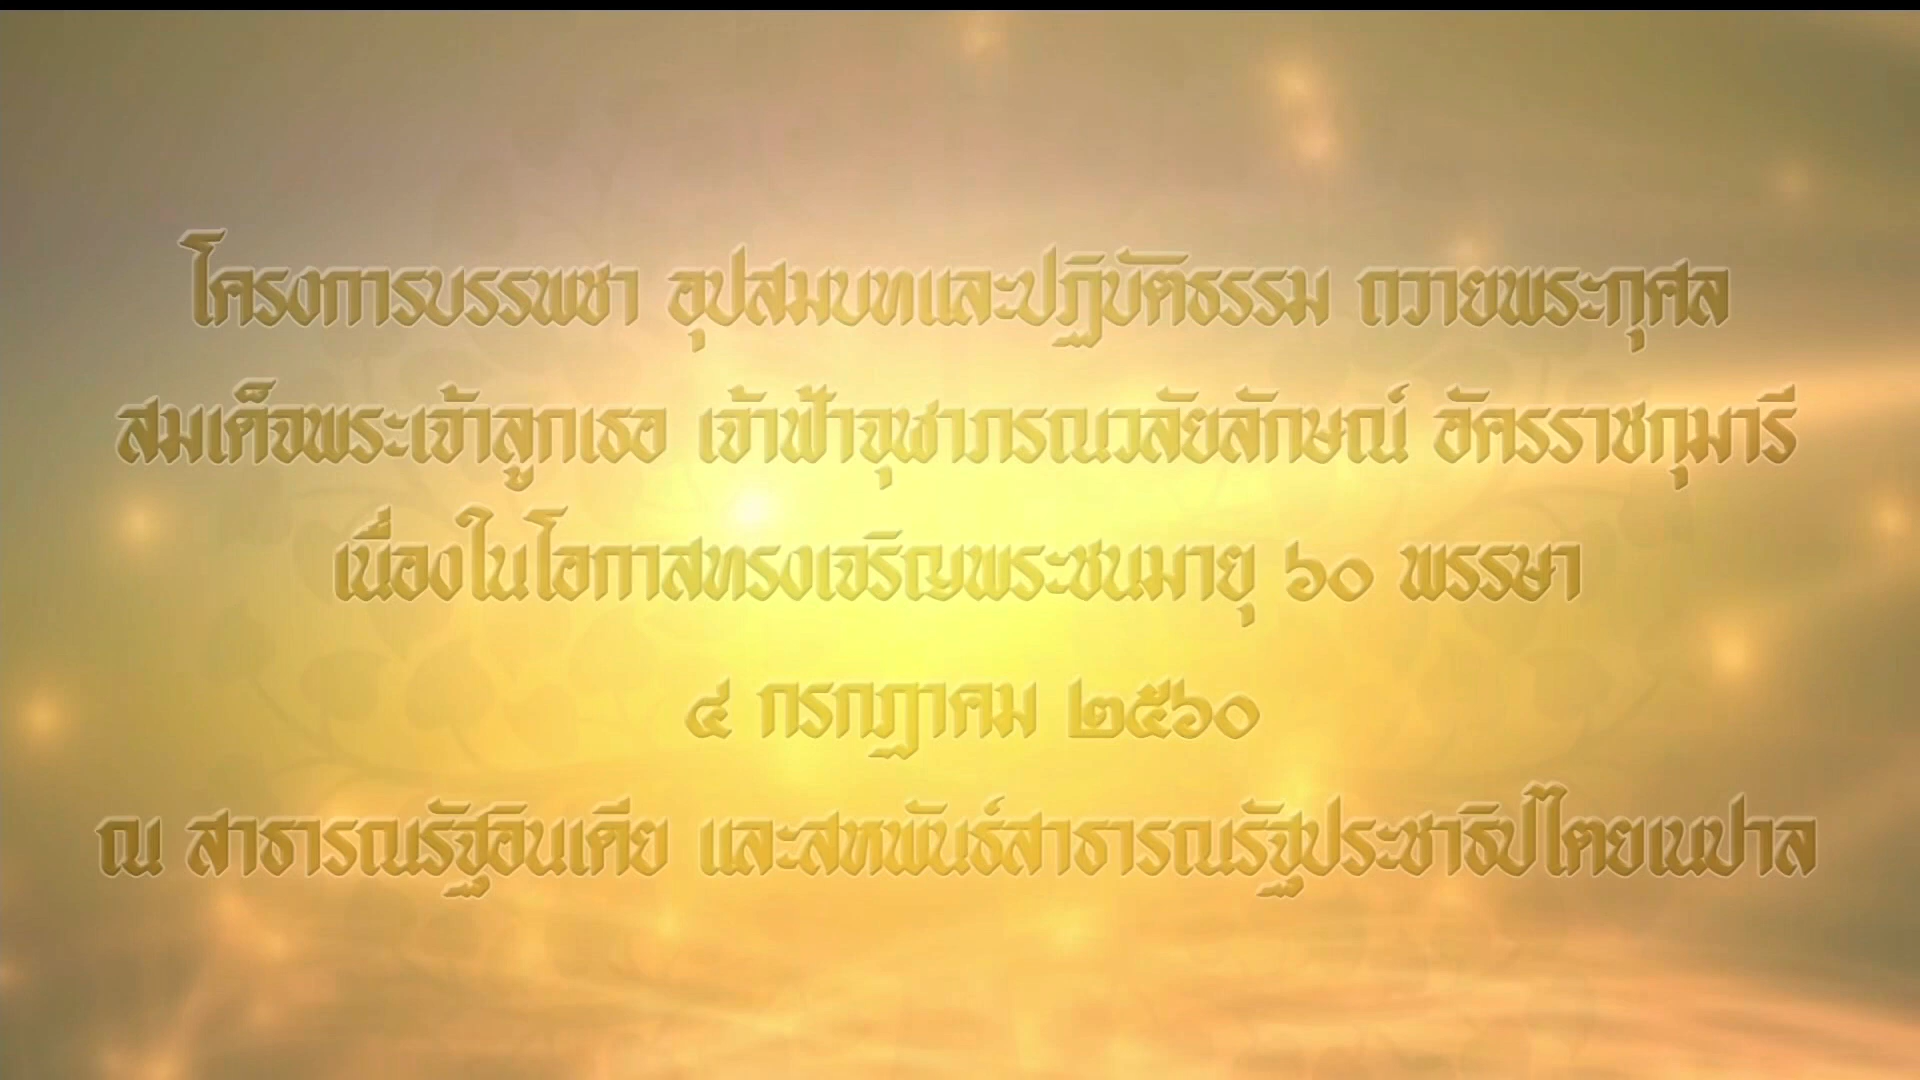 โครงการบรรพชา อุปสมบทและปฏิบัติธรรม ถวายพระกุศล
สมเด็จพระเจ้าลูกเธอ เจ้าฟ้าจุฬาภรณวลัยลักษณ์ อัครราชกุมารี
เนื่องในโอกาสทรงเจริญพระชนมายุ ๖๐ พรรษา
๔ กรกฎาคม ๒๕๖๐
ณ สาธารณรัฐอินเดีย และสหพันธ์สาธารณรัฐประชาธิปไตยเนปาล